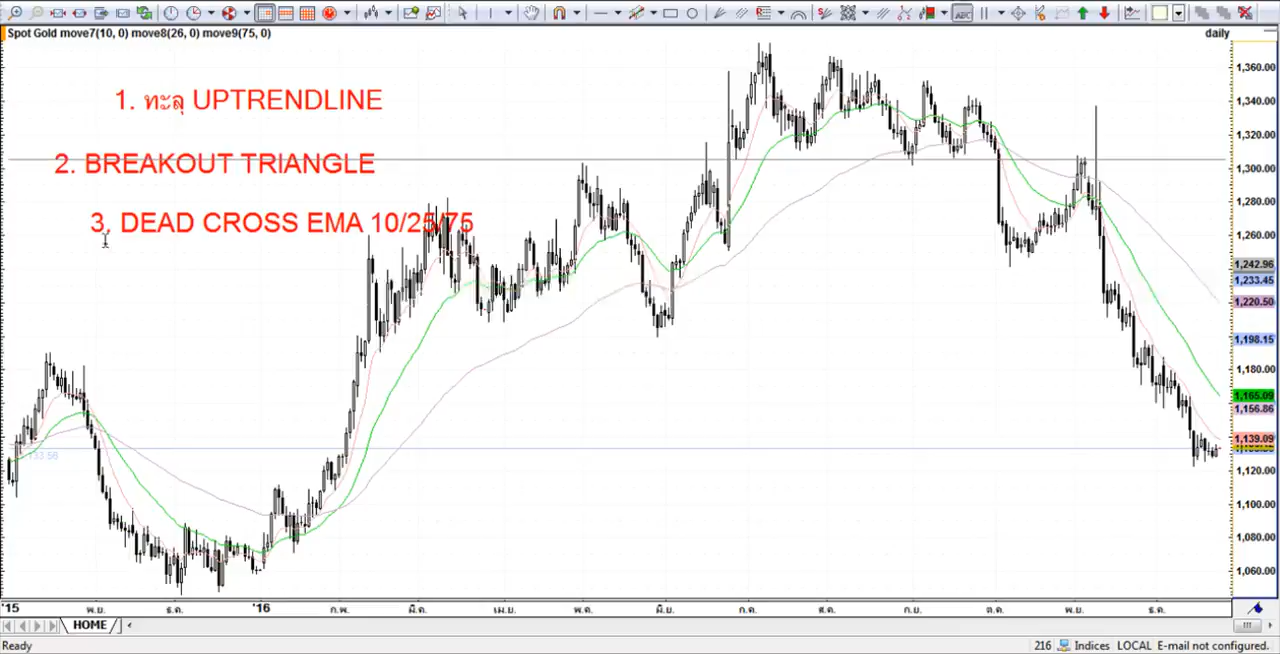 Spot Gold move7(10, 0) move8(26, 0) move9(75, 0)
daily
1. ทะลุ UPTRENDLINE
2. BREAKOUT TRIANGLE
3. DEAD CROSS EMA 10/25/75
1,360.00
1,340.00
1,320.00
1,300.00
1,280.00
1,260.00
1,242.96
1,233.45
1,220.50
1,198.15
1,180.00
1,165.09
1,156.86
1,139.09
1,120.00
1,100.00
1,080.00
1,060.00
'15 พ.ย. ธ.ค. '16 ก.พ. มี.ค. เม.ย. พ.ค. มิ.ย. ก.ค. ส.ค. ก.ย. ต.ค. พ.ย. ธ.ค.
HOME
Ready
216 Indices LOCAL E-mail not configured.